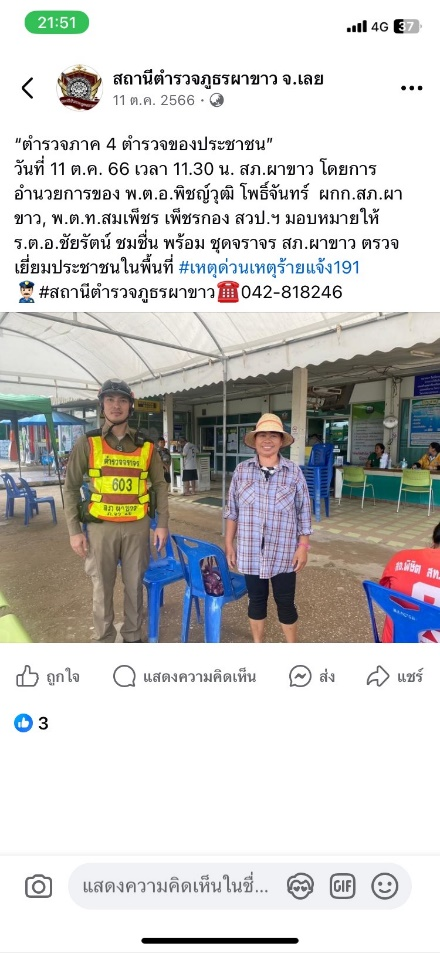 21:51
4G
37
สถานีตำรวจภูธรผาขาว จ.เลย
11 ต.ค. 2566
“ตำรวจภาค 4 ตำรวจของประชาชน”
วันที่ 11 ต.ค. 66 เวลา 11.30 น. สภ.ผาขาว โดยการ
อำนวยการของ พ.ต.อ.พิชญ์วุฒิ โพธิ์จันทร์ ผกก.สภ.ผา
ขาว, พ.ต.ท.สมเพ็ชร เพ็ชรกอง สวป.ฯ มอบหมายให้
ร.ต.อ.ชัยรัตน์ ชมชื่น พร้อม ชุดจราจร สภ.ผาขาว ตรวจ
เยี่ยมประชาชนในพื้นที่ #เหตุด่วนเหตุร้ายแจ้ง191
#สถานีตำรวจภูธรผาขาว 042-818246
ตำรวจจราจร
603
ถูกใจ
แสดงความคิดเห็น
ส่ง
แชร์
3
แสดงความคิดเห็นในชื่...
GIF